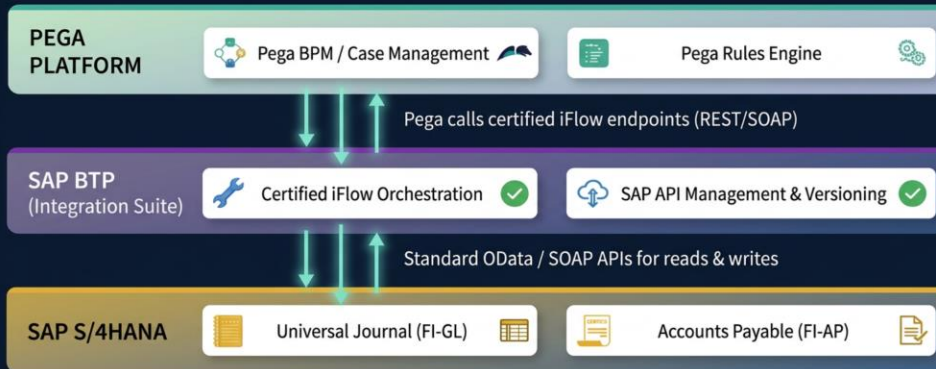 PEGA
PLATFORM
Pega BPM / Case Management
Pega Rules Engine
Pega calls certified iFlow endpoints (REST/SOAP)
SAP BTP
(Integration Suite)
Certified iFlow Orchestration
SAP API Management & Versioning
Standard OData / SOAP APIs for reads & writes
SAP S/4HANA
Universal Journal (FI-GL)
Accounts Payable (FI-AP)